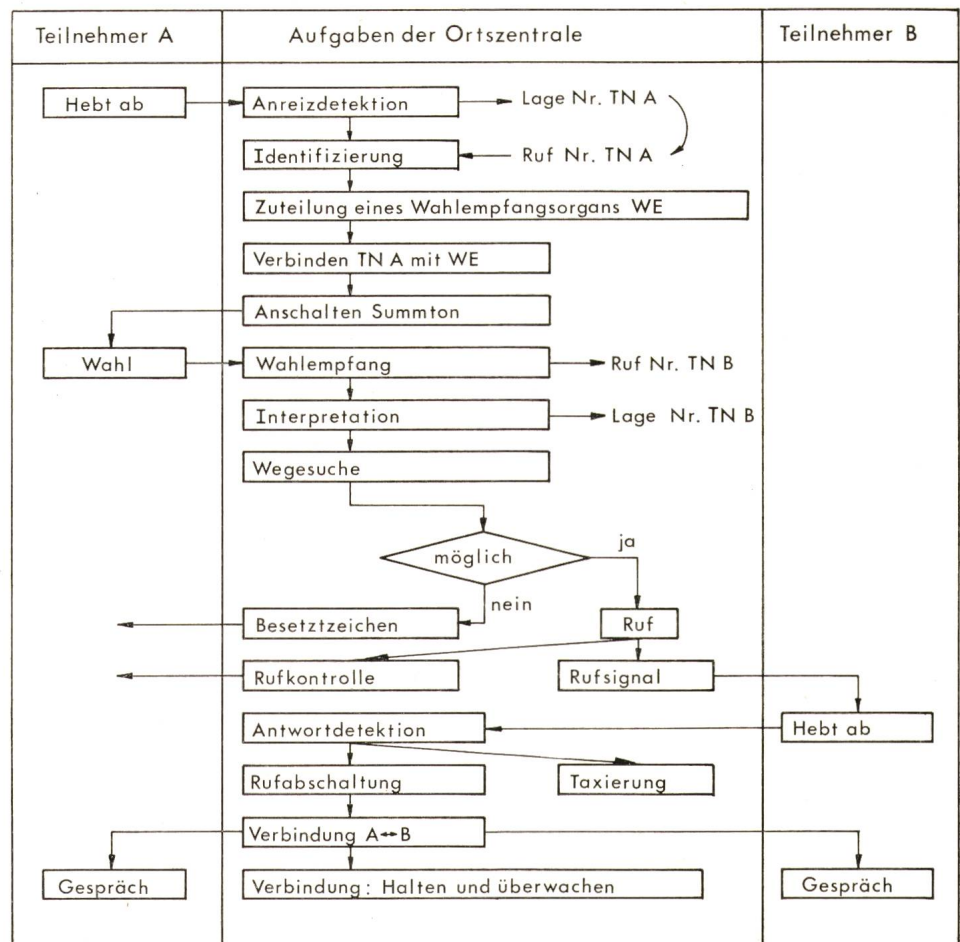 Teilnehmer A
Aufgaben der Ortszentrale
Teilnehmer B
Hebt ab
Anreizdetektion
Lage Nr. TN A
Identifizierung
Ruf Nr. TN A
Zuteilung eines Wahlempfangsorgans WE
Verbinden TN A mit WE
Anschalten Summton
Wahl
Wahlempfang
Ruf Nr. TN B
Interpretation
Lage Nr. TN B
Wegesuche
möglich
ja
nein
Besetztzeichen
Ruf
Rufkontrolle
Rufsignal
Antwortdetektion
Hebt ab
Rufabschaltung
Taxierung
Verbindung A↔B
Gespräch
Verbindung: Halten und überwachen
Gespräch